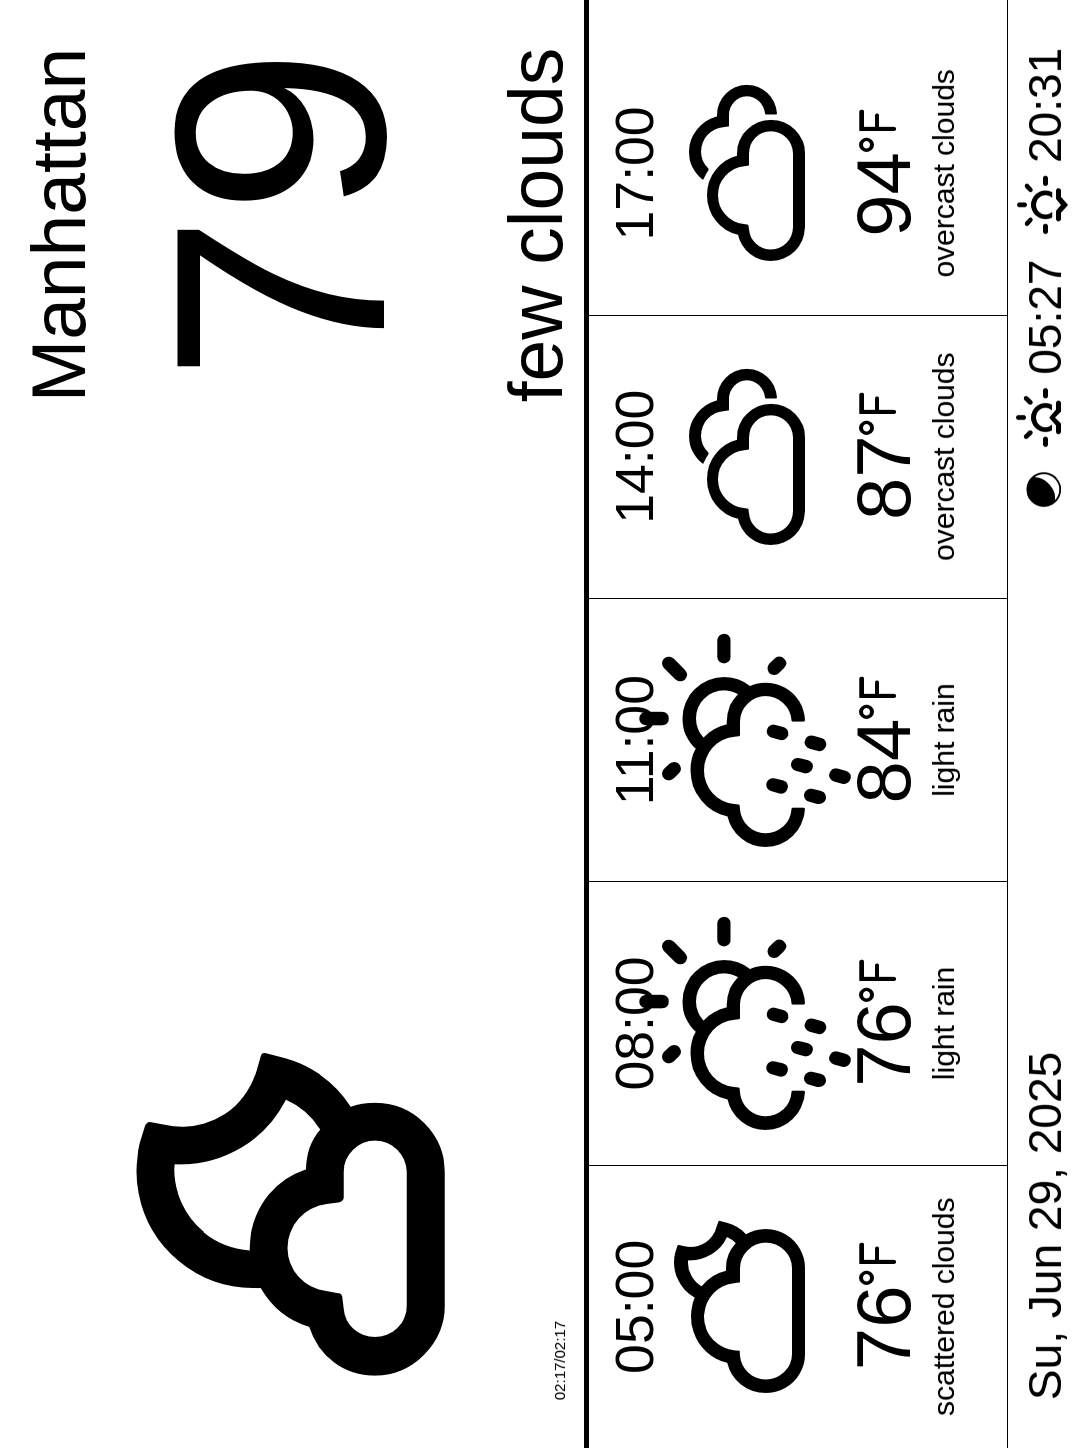 Manhattan
79
few clouds
02:17/02:17
05:00 08:00 11:00 14:00 17:00
76°F 76°F 84°F 87°F 94°F
scattered clouds light rain light rain overcast clouds overcast clouds
Su, Jun 29, 2025 05:27 20:31